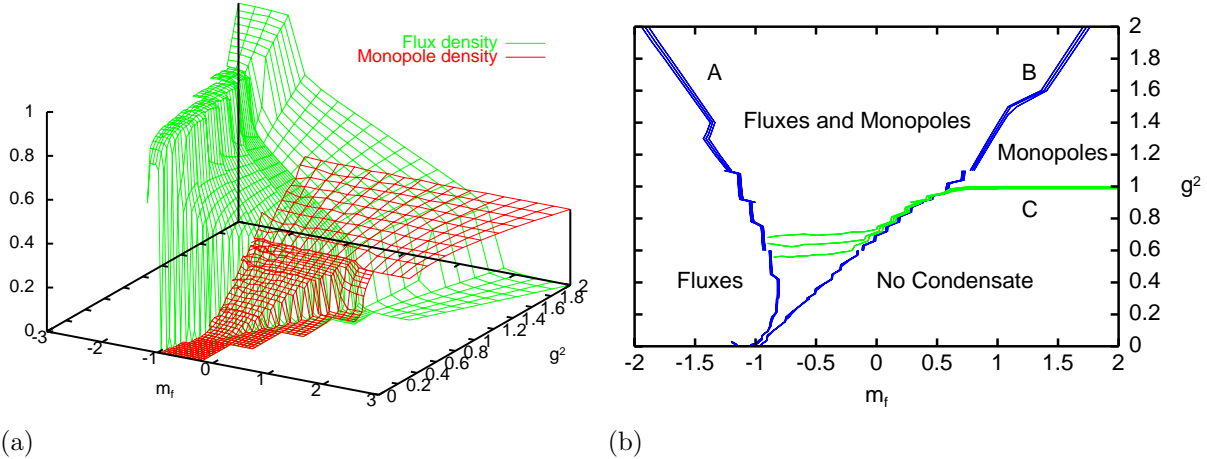 Flux density
Monopole density
1
0.8
0.6
0.4
0.2
0
-3
-2
-1
0
1
2
3
m_f
0
0.2
0.4
0.6
0.8
1
1.2
1.4
1.6
1.8
2
g²
(a)
A
B
Fluxes and Monopoles
Monopoles
C
Fluxes
No Condensate
2
1.8
1.6
1.4
1.2
1
0.8
0.6
0.4
0.2
0
g²
-2
-1.5
-1
-0.5
0
0.5
1
1.5
2
m_f
(b)